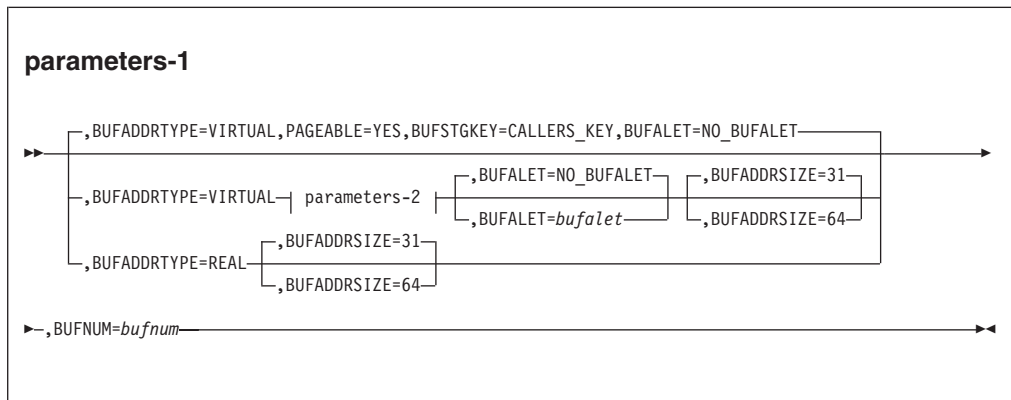 parameters-1
,BUFADDRTYPE=VIRTUAL,PAGEABLE=YES,BUFSTGKEY=CALLERS_KEY,BUFALET=NO_BUFALET
,BUFADDRTYPE=VIRTUAL parameters-2 ,BUFALET=NO_BUFALET ,BUFADDRSIZE=31
,BUFALET=bufalet ,BUFADDRSIZE=64
,BUFADDRTYPE=REAL ,BUFADDRSIZE=31
,BUFADDRSIZE=64
,BUFNUM=bufnum